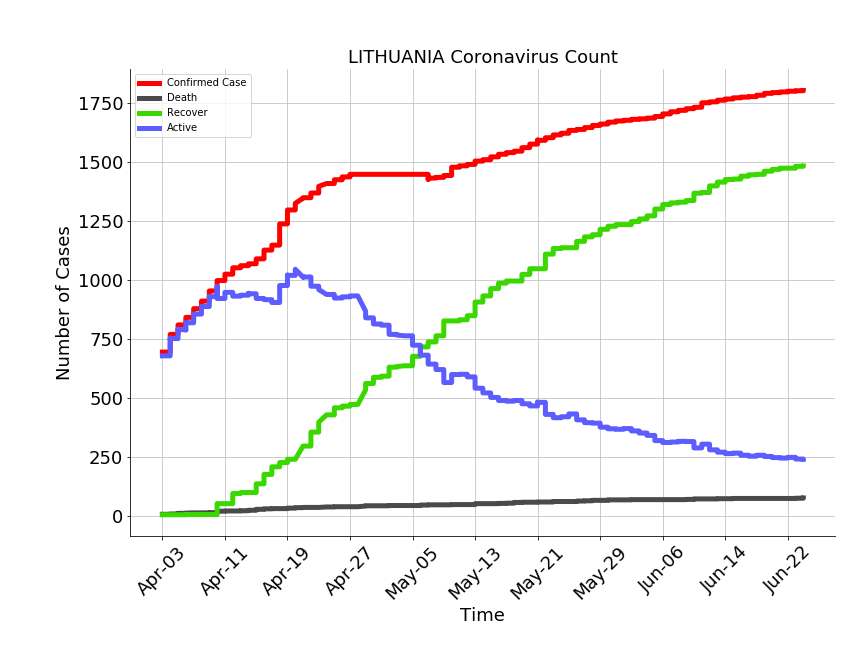 LITHUANIA Coronavirus Count
Confirmed Case
Death
Recover
Active
Number of Cases
1750
1500
1250
1000
750
500
250
0
Apr-03
Apr-11
Apr-19
Apr-27
May-05
May-13
May-21
May-29
Jun-06
Jun-14
Jun-22
Time